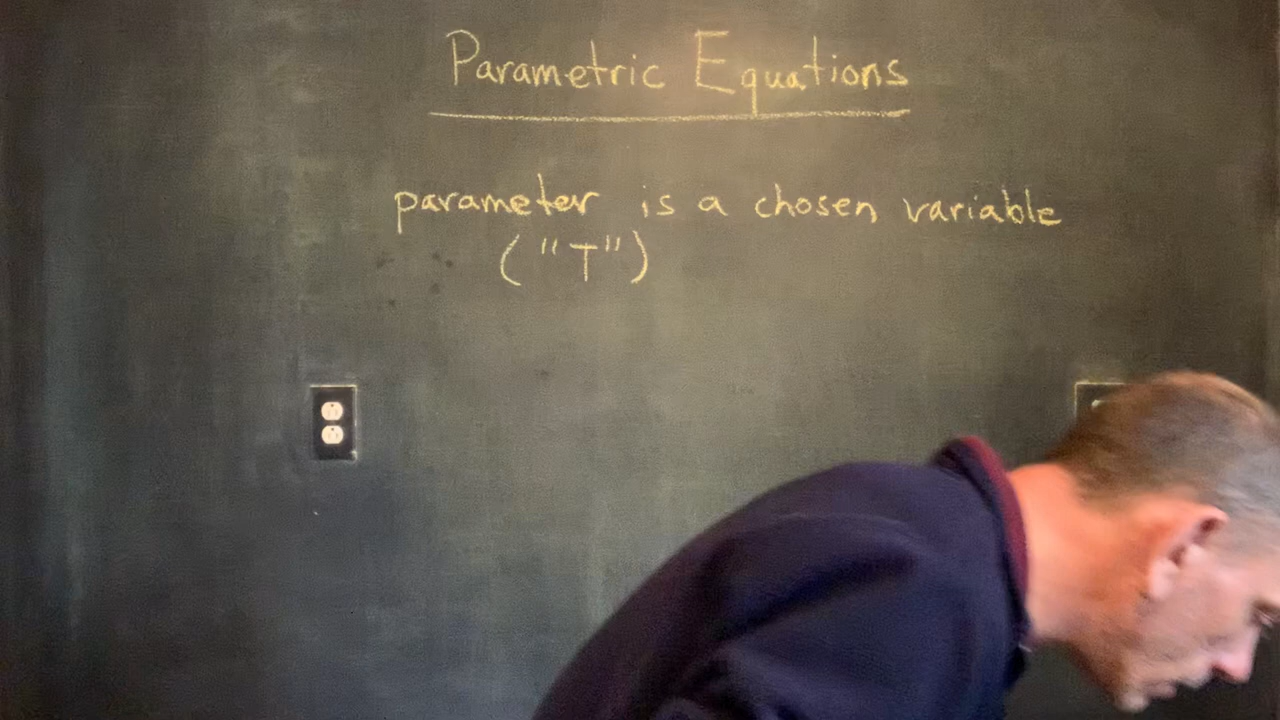 Parametric Equations
parameter is a chosen variable
("T")